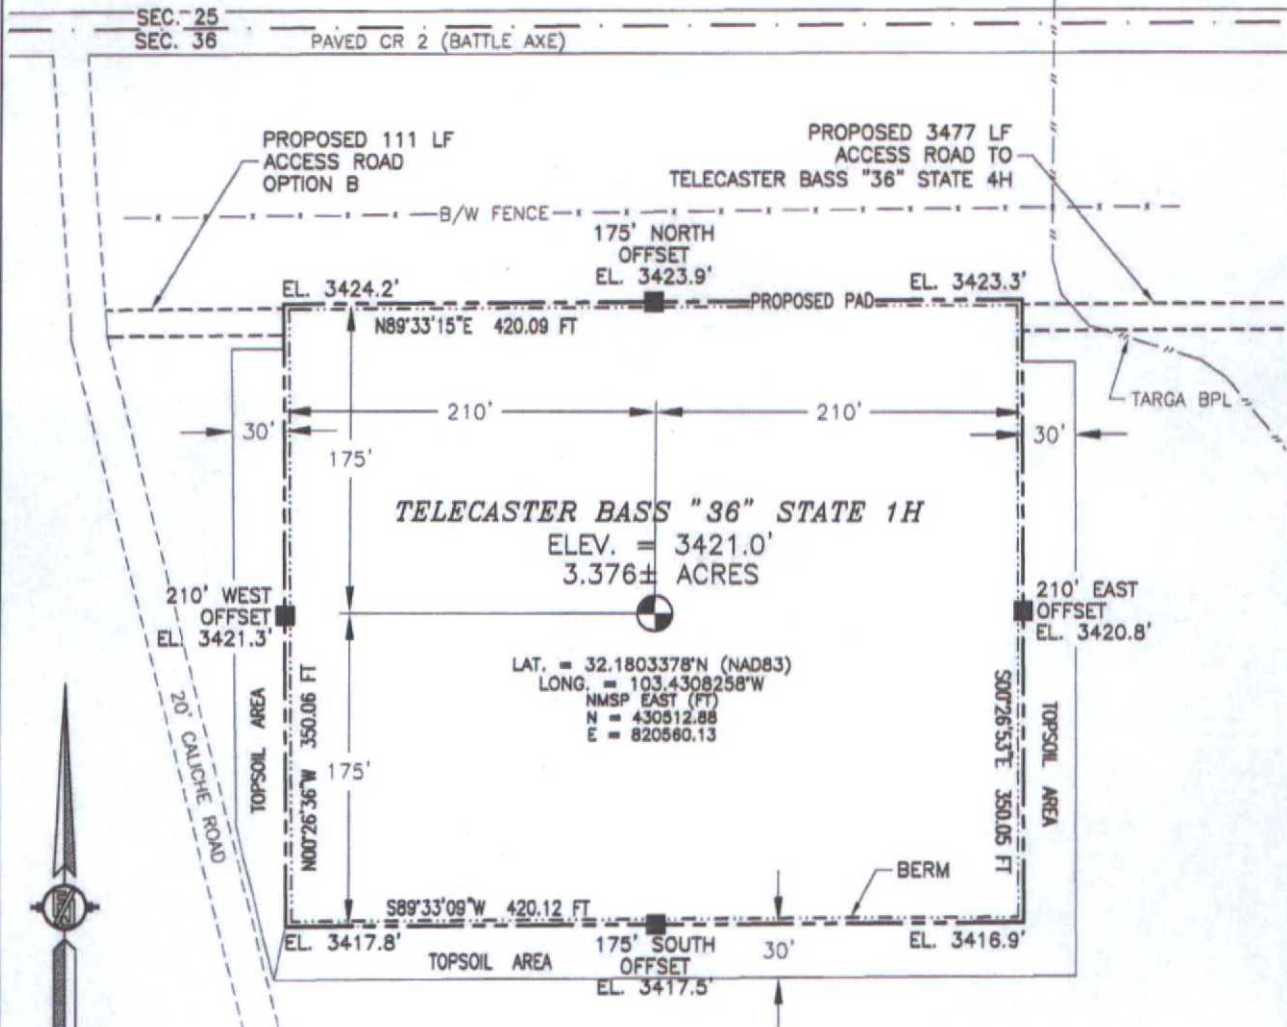 SEC. 25
SEC. 36
PAVED CR 2 (BATTLE AXE)
PROPOSED 111 LF
ACCESS ROAD
OPTION B
PROPOSED 3477 LF
ACCESS ROAD TO
TELECASTER BASS "36" STATE 4H
B/W FENCE
175' NORTH
OFFSET
EL. 3423.9'
EL. 3424.2'
EL. 3423.3'
PROPOSED PAD
N89°33'15"E 420.09 FT
210'
210'
30'
30'
175'
TARGA BPL
TELECASTER BASS "36" STATE 1H
ELEV. = 3421.0'
3.376± ACRES
210' WEST
OFFSET
EL. 3421.3'
210' EAST
OFFSET
EL. 3420.8'
LAT. = 32.1803378°N (NAD83)
LONG. = 103.4308258°W
NMSP EAST (FT)
N = 430512.88
E = 820560.13
20' CALICHE ROAD
TOPSOIL AREA
N00°26'36"W 350.06 FT
175'
S00°26'53"E 350.05 FT
TOPSOIL AREA
BERM
S89°33'09"W 420.12 FT
EL. 3417.8'
175' SOUTH
OFFSET
EL. 3417.5'
30'
EL. 3416.9'
TOPSOIL AREA